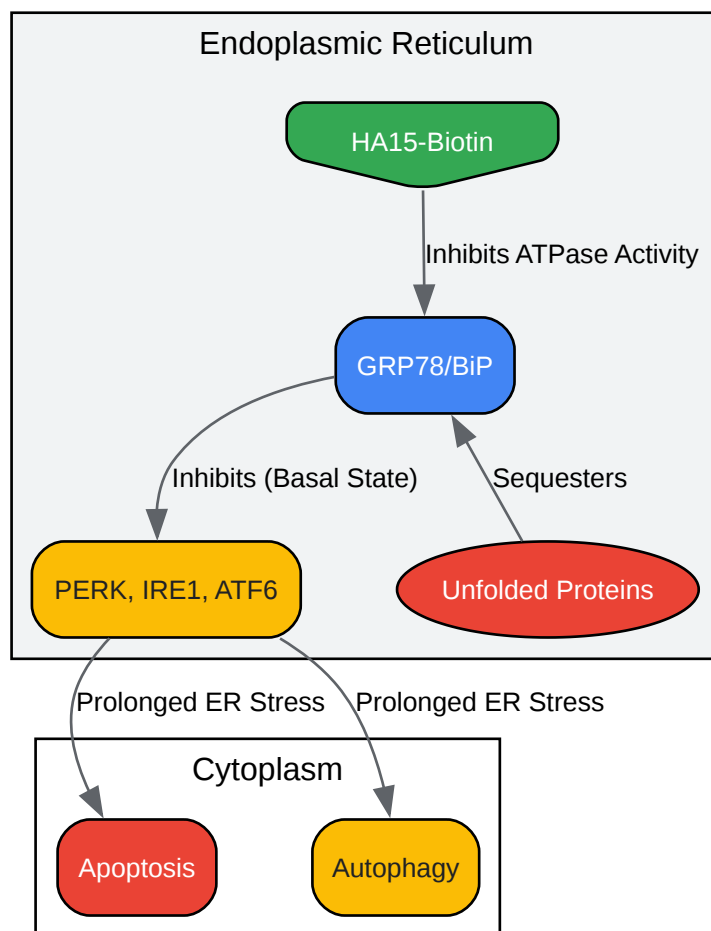 Endoplasmic Reticulum
HA15-Biotin
Inhibits ATPase Activity
GRP78/BiP
Inhibits (Basal State)
Sequesters
PERK, IRE1, ATF6
Unfolded Proteins
Prolonged ER Stress
Prolonged ER Stress
Cytoplasm
Apoptosis
Autophagy